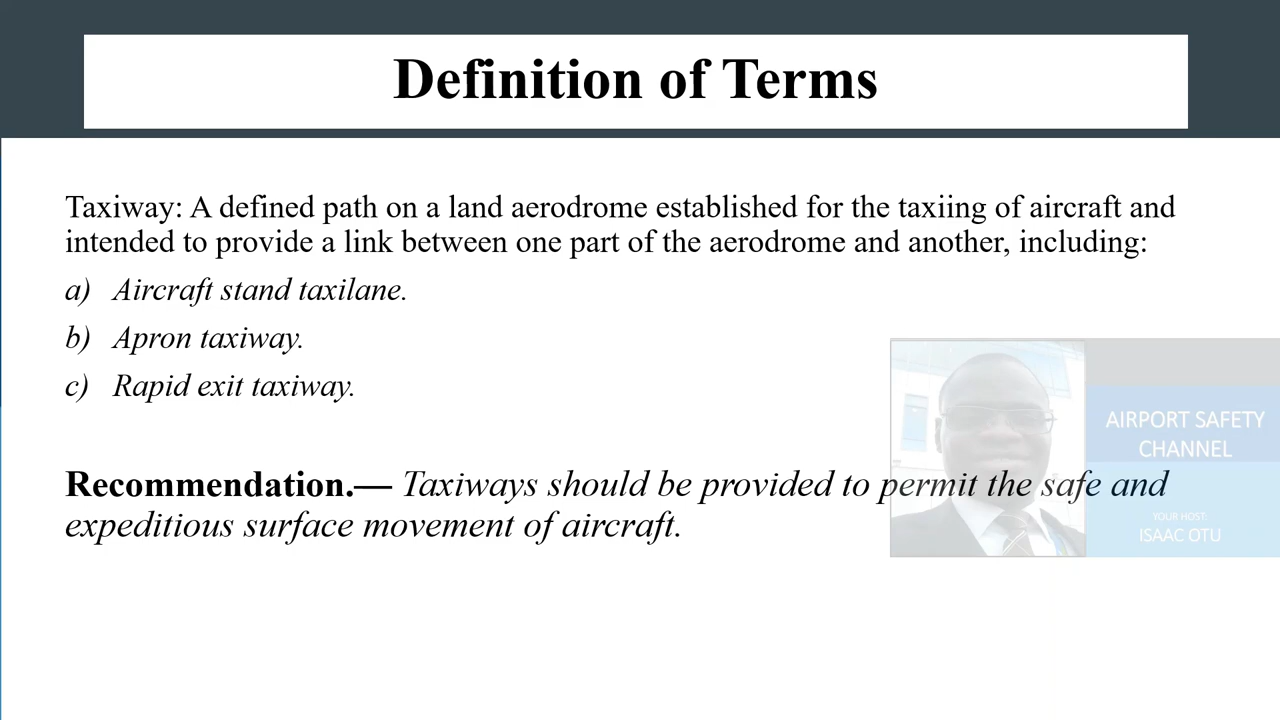 Definition of Terms
Taxiway: A defined path on a land aerodrome established for the taxiing of aircraft and
intended to provide a link between one part of the aerodrome and another, including:
a) Aircraft stand taxilane.
b) Apron taxiway.
c) Rapid exit taxiway.
Recommendation.— Taxiways should be provided to permit the safe and
expeditious surface movement of aircraft.
AIRPORT SAFETY
CHANNEL
YOUR HOST:
ISAAC OTU